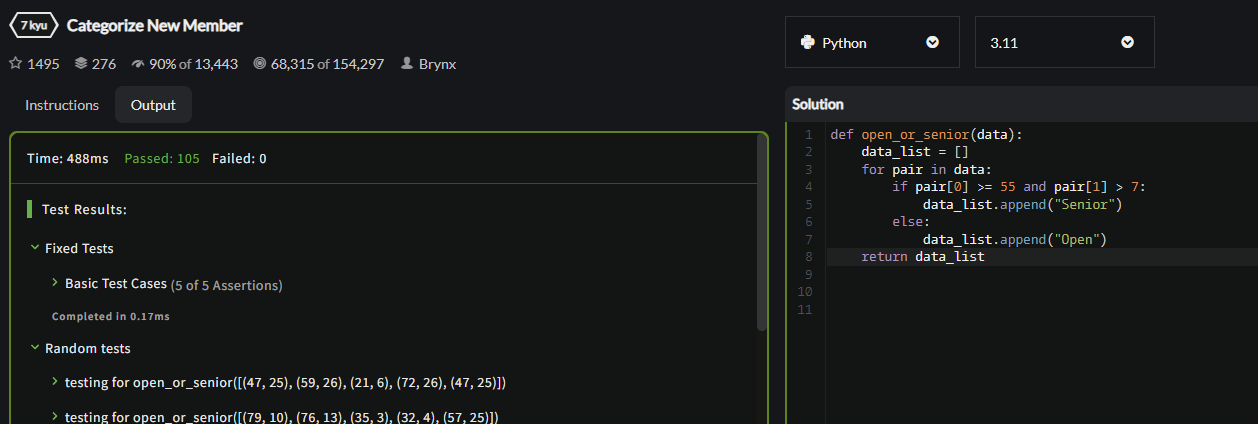 7 kyu Categorize New Member
1495 276 90% of 13,443 68,315 of 154,297 Brynx
Instructions Output
Time: 488ms Passed: 105 Failed: 0
Test Results:
Fixed Tests
Basic Test Cases (5 of 5 Assertions)
Completed in 0.17ms
Random tests
testing for open_or_senior([(47, 25), (59, 26), (21, 6), (72, 26), (47, 25)])
testing for open_or_senior([(79, 10), (76, 13), (35, 3), (32, 4), (57, 25)])
Python 3.11
Solution
1 def open_or_senior(data):
2     data_list = []
3     for pair in data:
4         if pair[0] >= 55 and pair[1] > 7:
5             data_list.append("Senior")
6         else:
7             data_list.append("Open")
8     return data_list
9
10
11